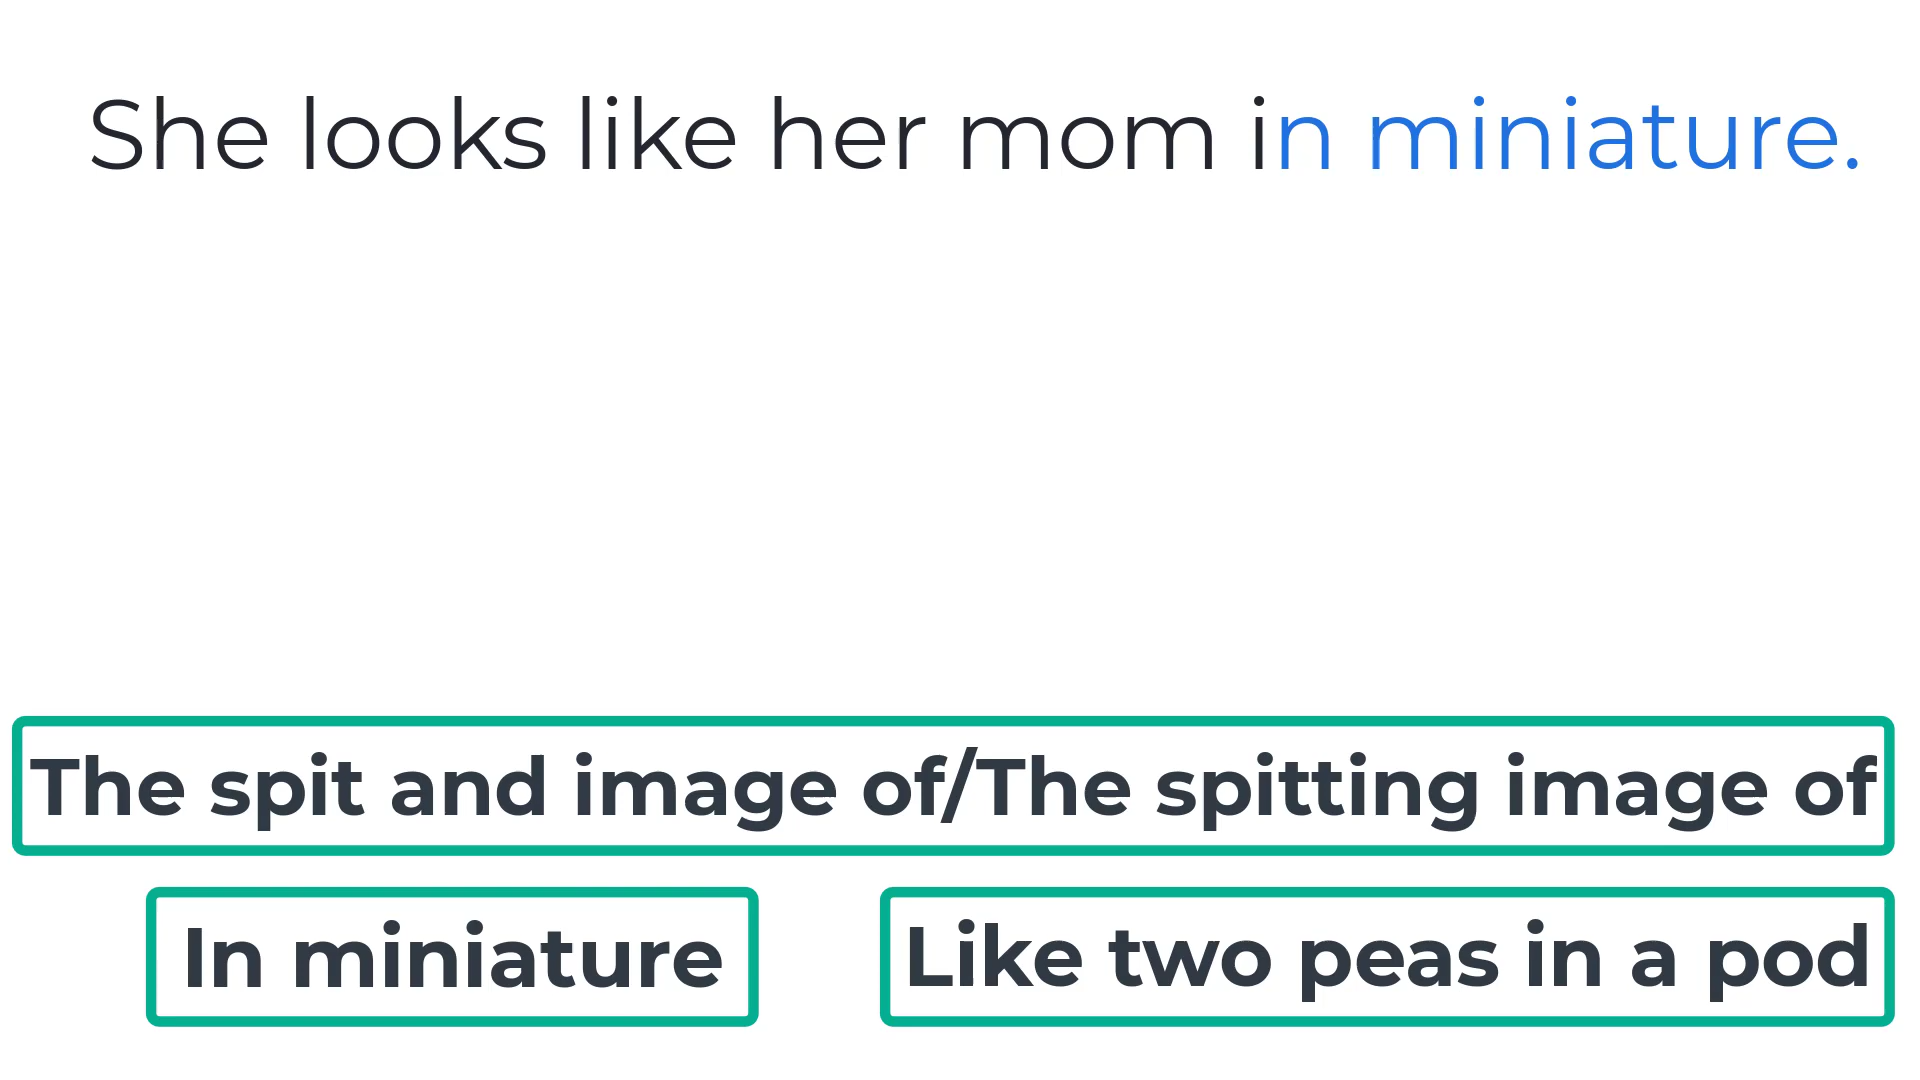 She looks like her mom in miniature.
The spit and image of/The spitting image of
In miniature
Like two peas in a pod